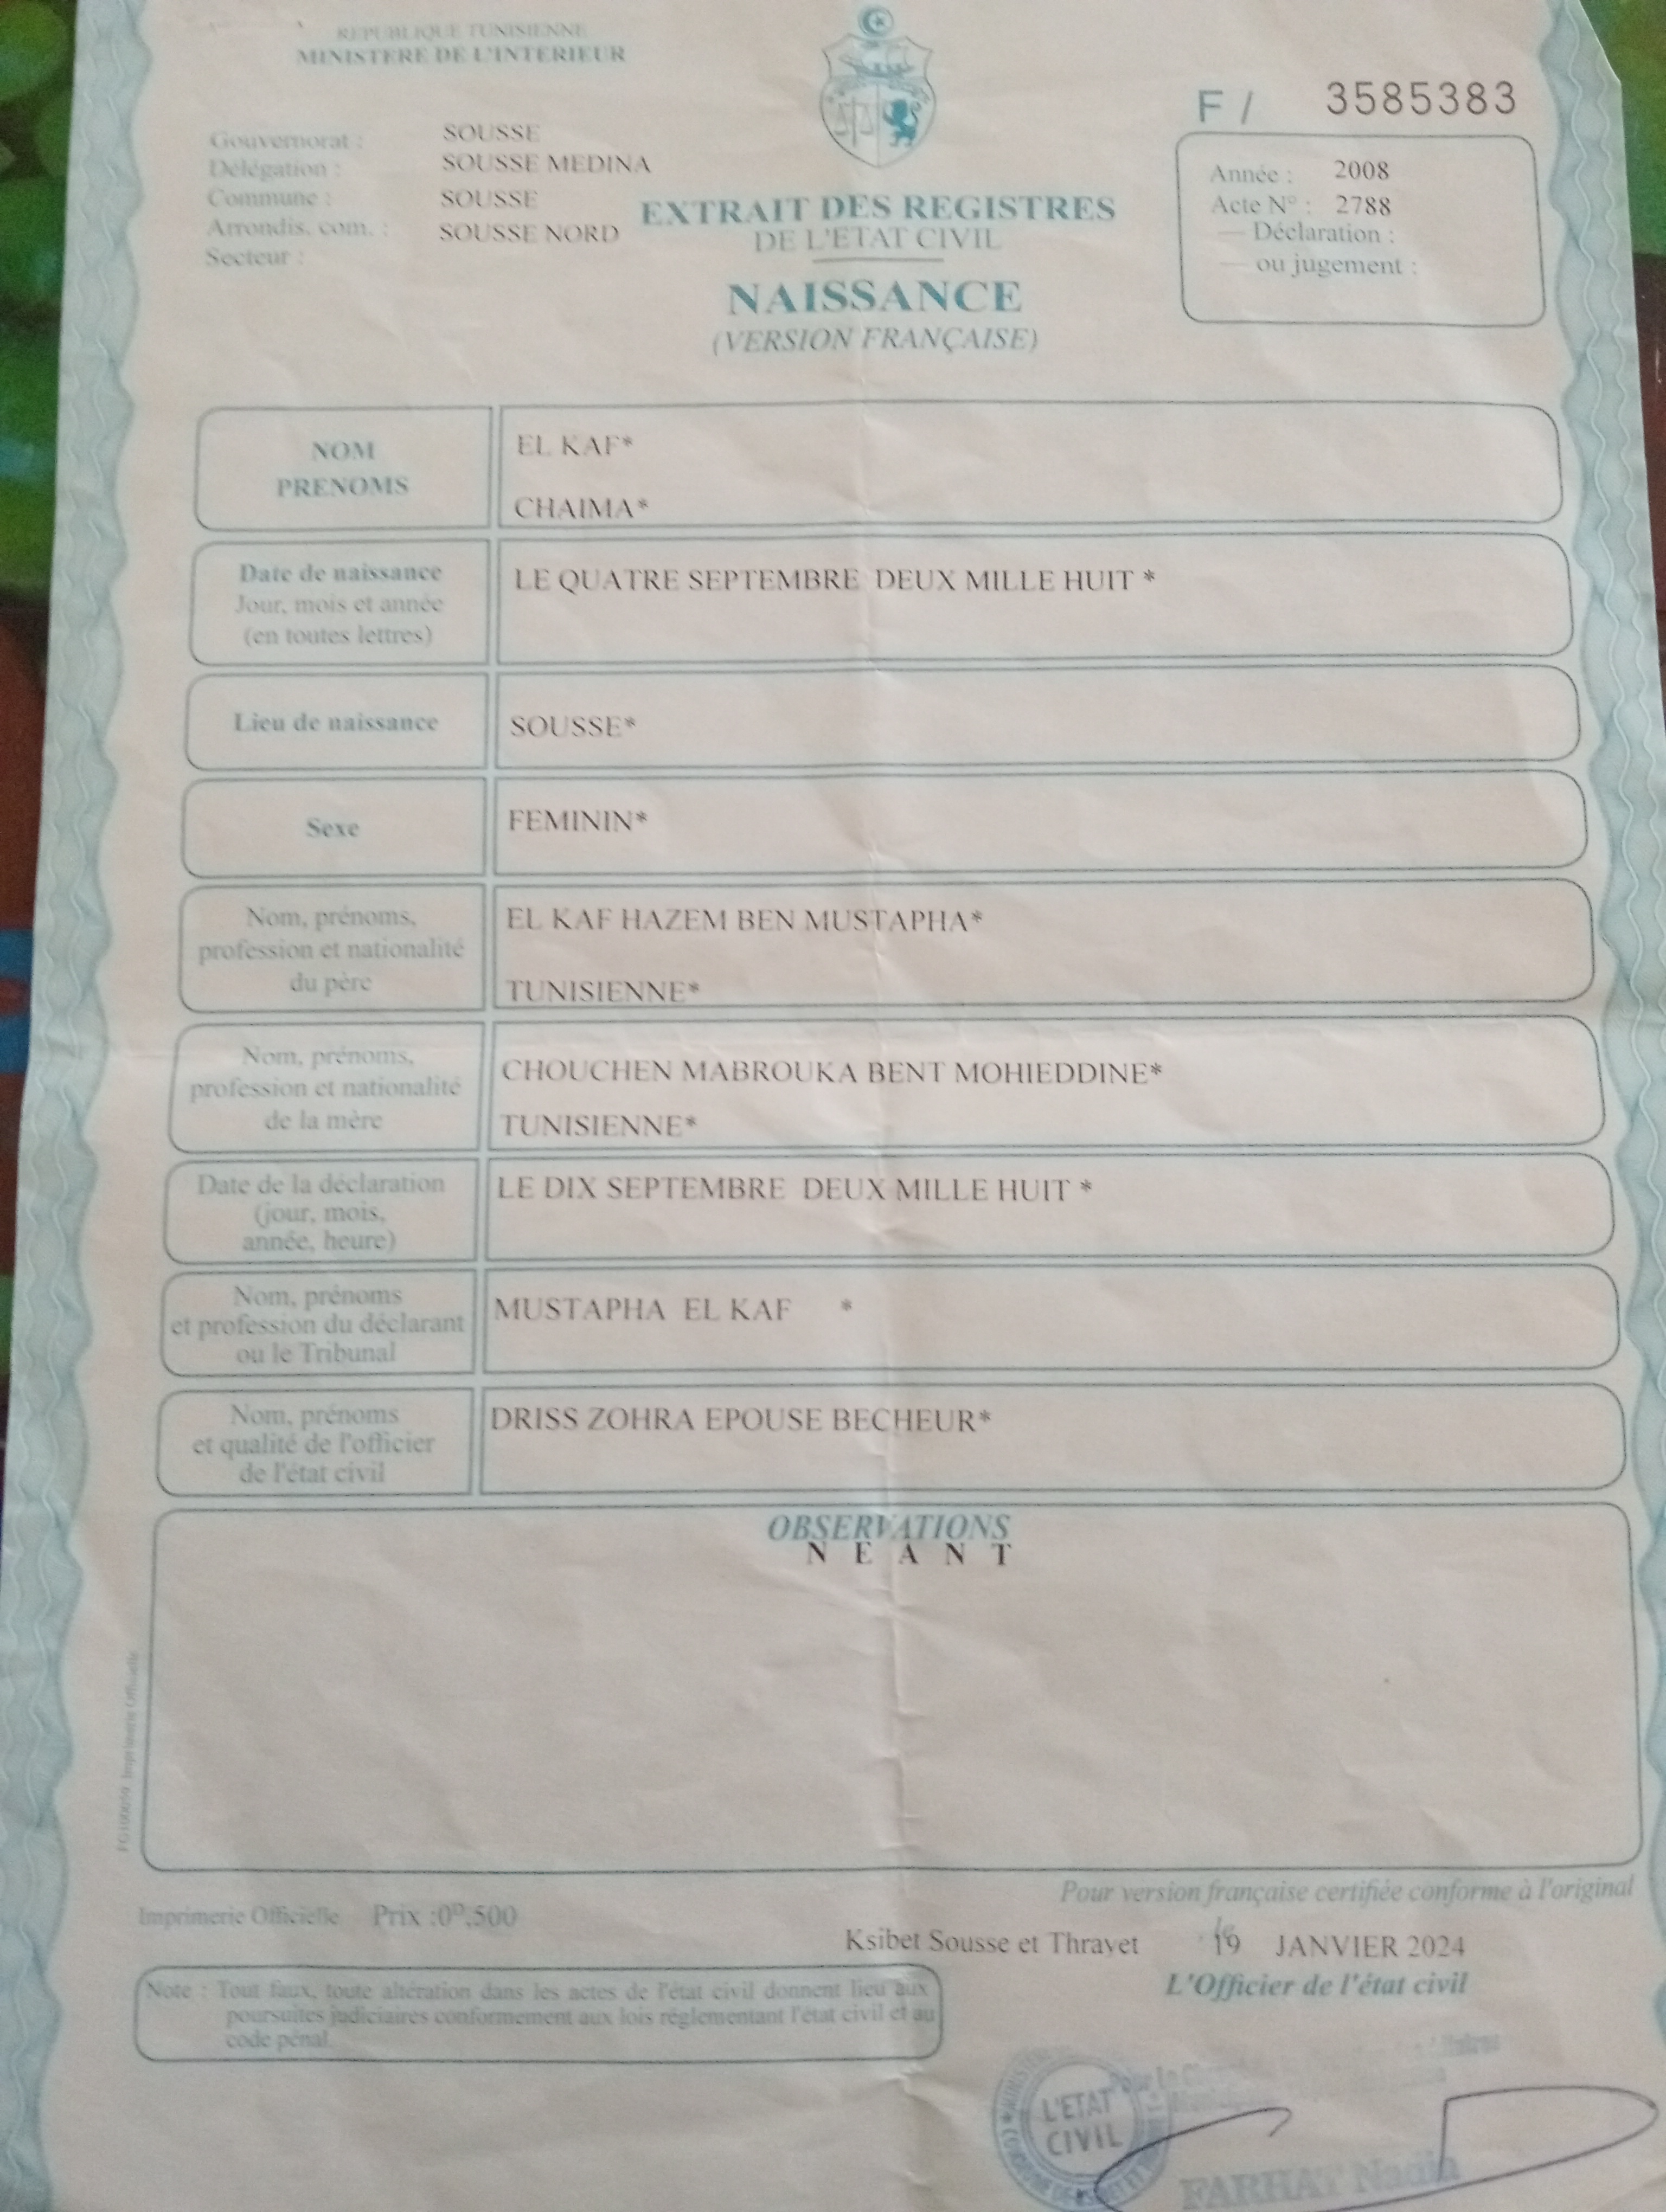 REPUBLIQUE TUNISIENNE
MINISTERE DE L'INTERIEUR
F / 3585383
Gouvernorat : SOUSSE
Délégation : SOUSSE MEDINA
Commune : SOUSSE
Arrondis. com. : SOUSSE NORD
Secteur :
EXTRAIT DES REGISTRES
DE L'ETAT CIVIL
NAISSANCE
(VERSION FRANÇAISE)
Année : 2008
Acte N° : 2788
— Déclaration :
— ou jugement :
NOM
PRENOMS
EL KAF*
CHAIMA*
Date de naissance
Jour, mois et année
(en toutes lettres)
LE QUATRE SEPTEMBRE DEUX MILLE HUIT *
Lieu de naissance
SOUSSE*
Sexe
FEMININ*
Nom, prénoms,
profession et nationalité
du père
EL KAF HAZEM BEN MUSTAPHA*
TUNISIENNE*
Nom, prénoms,
profession et nationalité
de la mère
CHOUCHEN MABROUKA BENT MOHIEDDINE*
TUNISIENNE*
Date de la déclaration
(jour, mois,
année, heure)
LE DIX SEPTEMBRE DEUX MILLE HUIT *
Nom, prénoms
et profession du déclarant
ou le Tribunal
MUSTAPHA EL KAF *
Nom, prénoms
et qualité de l'officier
de l'état civil
DRISS ZOHRA EPOUSE BECHEUR*
OBSERVATIONS
N E A N T
Imprimerie Officielle
Pour version française certifiée conforme à l'original
Imprimerie Officielle Prix :0ᴰ,500
Ksibet Sousse et Thrayet le 19 JANVIER 2024
L'Officier de l'état civil
Note : Tout faux, toute altération dans les actes de l'état civil donnent lieu aux
poursuites judiciaires conformement aux lois réglementant l'état civil et au
code pénal.
L'ETAT
CIVIL
FARHAT Nadia